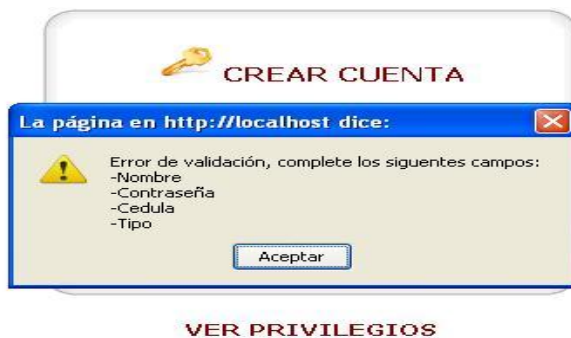 CREAR CUENTA
La página en http://localhost dice:
Error de validación, complete los siguentes campos:
-Nombre
-Contraseña
-Cedula
-Tipo
Aceptar
VER PRIVILEGIOS